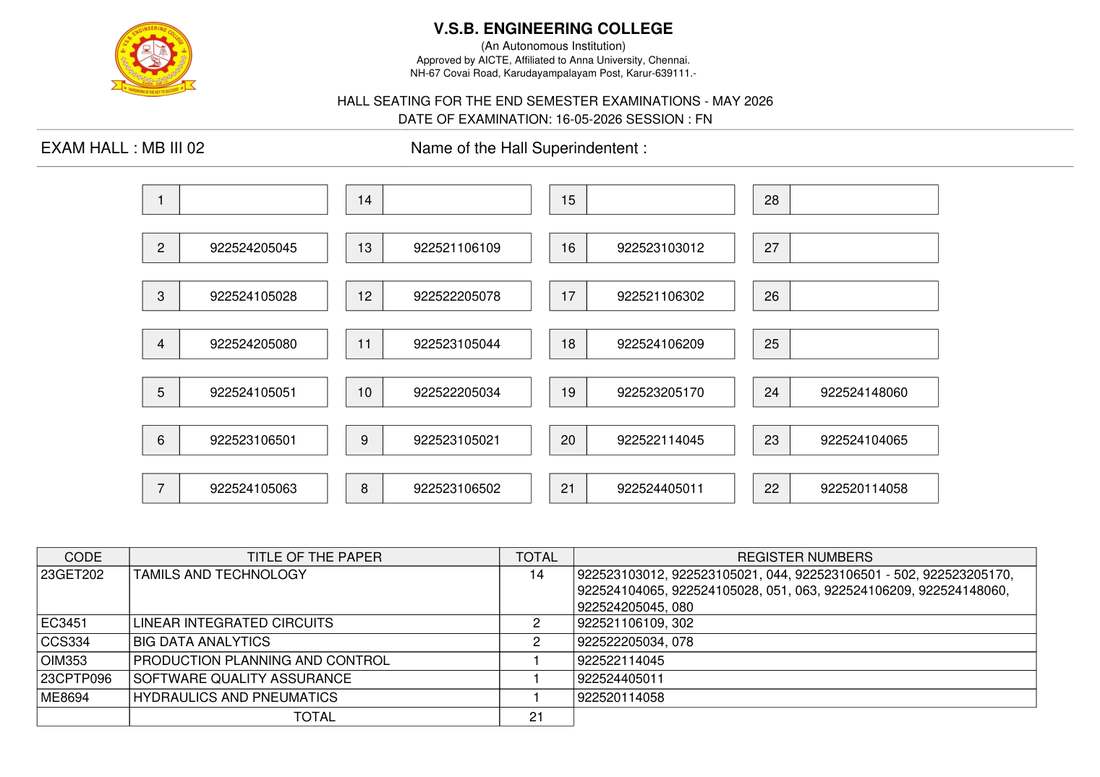 V.S.B. ENGINEERING COLLEGE
(An Autonomous Institution)
Approved by AICTE, Affiliated to Anna University, Chennai.
NH-67 Covai Road, Karudayampalayam Post, Karur-639111.-
HALL SEATING FOR THE END SEMESTER EXAMINATIONS - MAY 2026
DATE OF EXAMINATION: 16-05-2026 SESSION : FN
EXAM HALL : MB III 02 Name of the Hall Superindentent :
1 14 15 28
2 922524205045 13 922521106109 16 922523103012 27
3 922524105028 12 922522205078 17 922521106302 26
4 922524205080 11 922523105044 18 922524106209 25
5 922524105051 10 922522205034 19 922523205170 24 922524148060
6 922523106501 9 922523105021 20 922522114045 23 922524104065
7 922524105063 8 922523106502 21 922524405011 22 922520114058
CODE TITLE OF THE PAPER TOTAL REGISTER NUMBERS
23GET202 TAMILS AND TECHNOLOGY 14 922523103012, 922523105021, 044, 922523106501 - 502, 922523205170,
922524104065, 922524105028, 051, 063, 922524106209, 922524148060,
922524205045, 080
EC3451 LINEAR INTEGRATED CIRCUITS 2 922521106109, 302
CCS334 BIG DATA ANALYTICS 2 922522205034, 078
OIM353 PRODUCTION PLANNING AND CONTROL 1 922522114045
23CPTP096 SOFTWARE QUALITY ASSURANCE 1 922524405011
ME8694 HYDRAULICS AND PNEUMATICS 1 922520114058
TOTAL 21